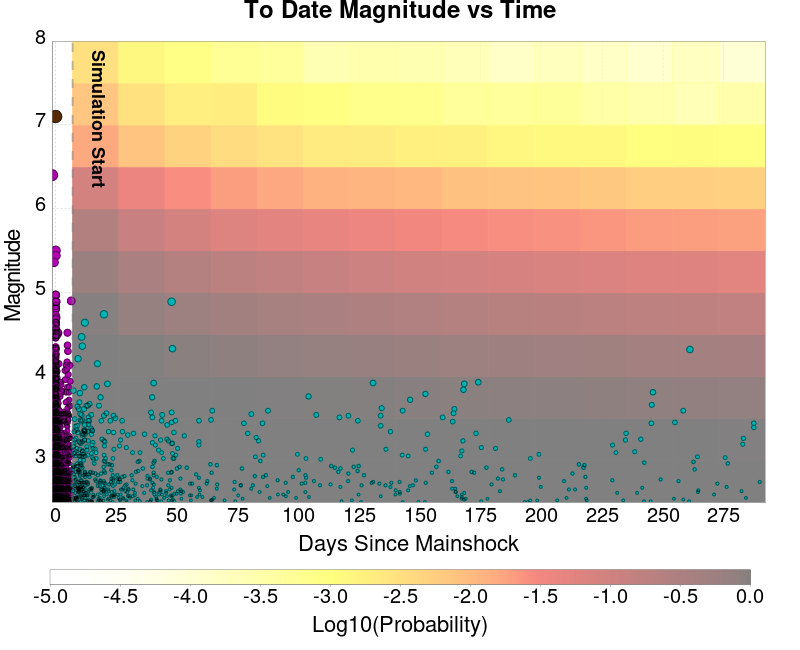 To Date Magnitude vs Time
8
7
6
5
4
3
Magnitude
Simulation Start
0 25 50 75 100 125 150 175 200 225 250 275
Days Since Mainshock
-5.0 -4.5 -4.0 -3.5 -3.0 -2.5 -2.0 -1.5 -1.0 -0.5 0.0
Log10(Probability)